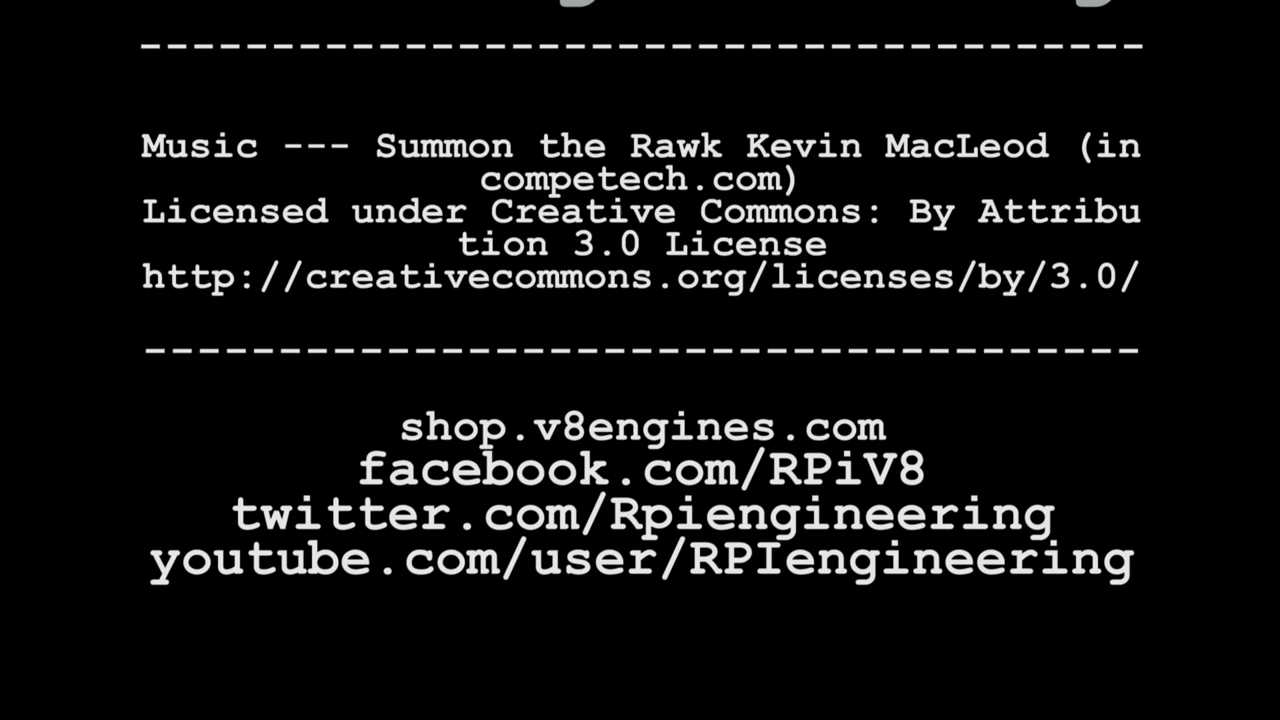 ---------------------------------------
Music --- Summon the Rawk Kevin MacLeod (in
competech.com)
Licensed under Creative Commons: By Attribu
tion 3.0 License
http://creativecommons.org/licenses/by/3.0/
-------------------------------------
shop.v8engines.com
facebook.com/RPiV8
twitter.com/Rpiengineering
youtube.com/user/RPIengineering